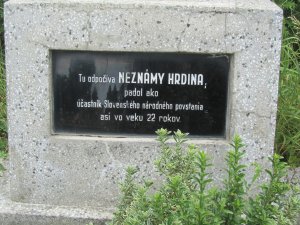 Tu odpočíva NEZNÁMY HRDINA,
padol ako
účastník Slovenského národného povstania
asi vo veku 22 rokov.